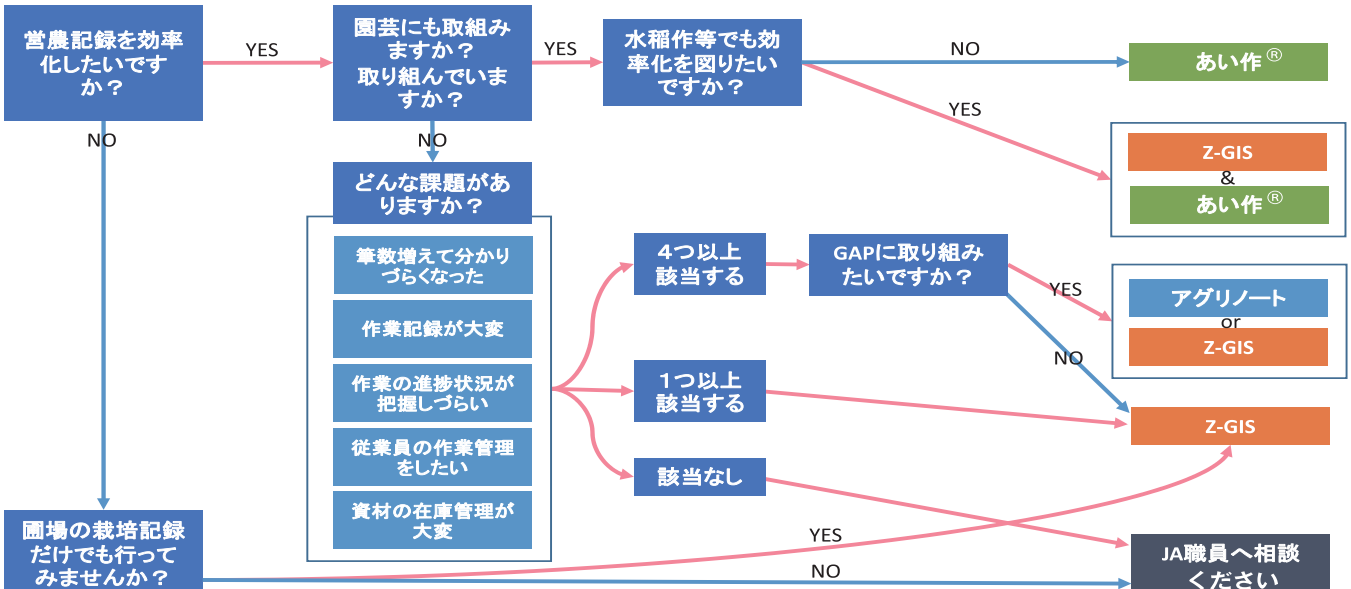 営農記録を効率
化したいです
か？
YES
園芸にも取組み
ますか？
取り組んでいま
すか？
YES
水稲作等でも効
率化を図りたい
ですか？
NO
あい作®
YES
Z-GIS
&
あい作®
NO
NO
どんな課題があ
りますか？
筆数増えて分かり
づらくなった
作業記録が大変
作業の進捗状況が
把握しづらい
従業員の作業管理
をしたい
資材の在庫管理が
大変
４つ以上
該当する
GAPに取り組み
たいですか？
YES
アグリノート
or
Z-GIS
NO
１つ以上
該当する
Z-GIS
該当なし
圃場の栽培記録
だけでも行って
みませんか？
YES
NO
JA職員へ相談
ください